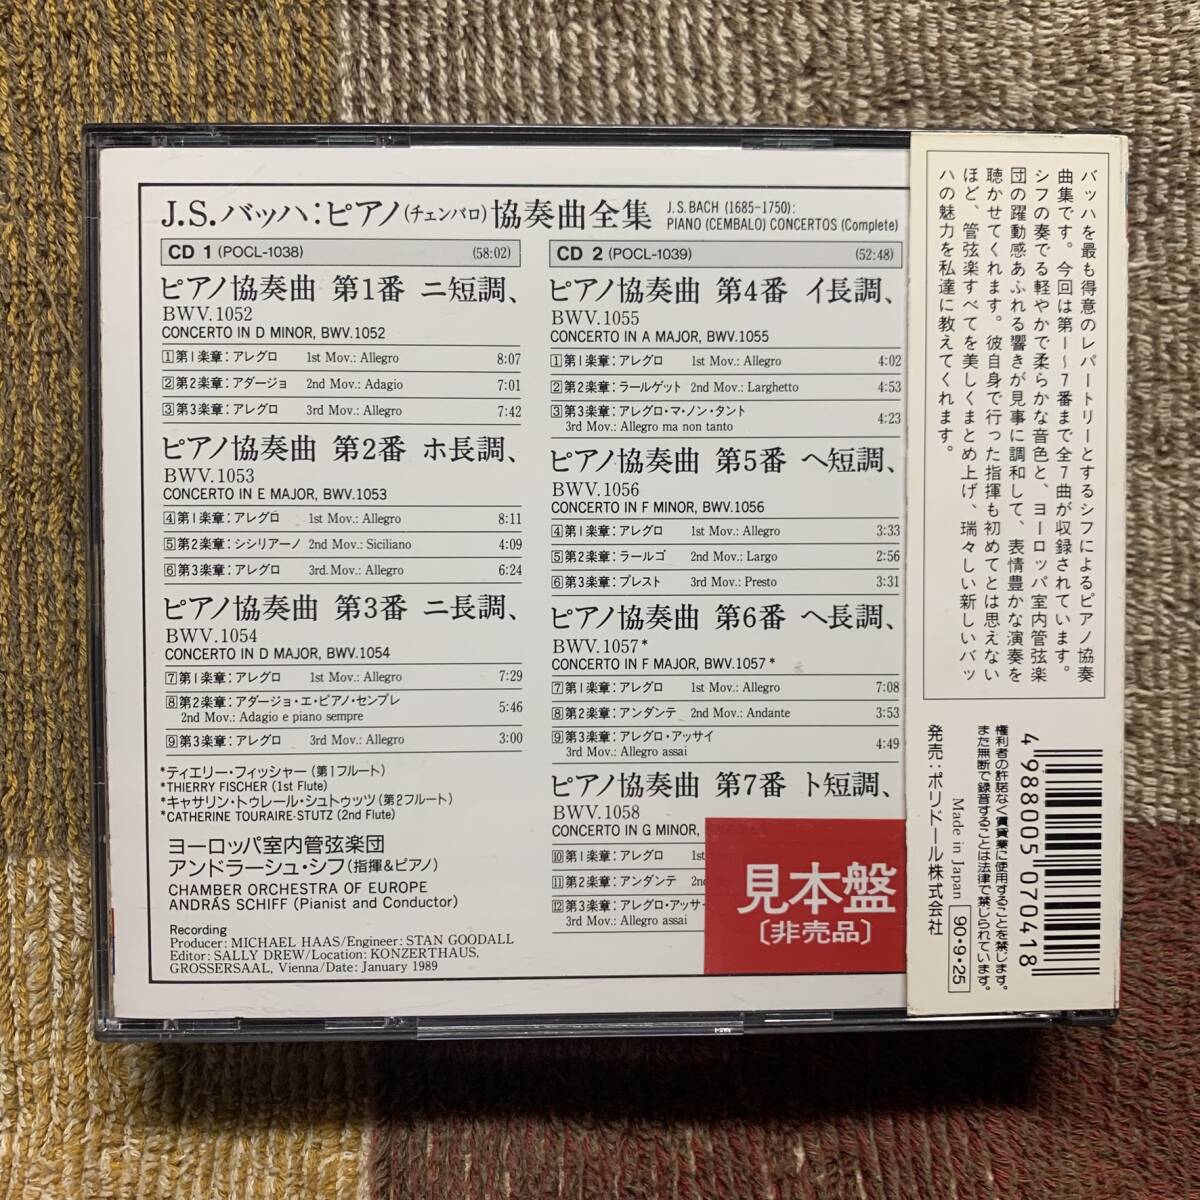 J.S.バッハ:ピアノ(チェンバロ)協奏曲全集
J.S.BACH (1685-1750):
PIANO (CEMBALO) CONCERTOS (Complete)
CD 1 (POCL-1038) (58:02)
ピアノ協奏曲 第1番 ニ短調、
BWV.1052
CONCERTO IN D MINOR, BWV.1052
1 第1楽章:アレグロ 1st Mov.: Allegro 8:07
2 第2楽章:アダージョ 2nd Mov.: Adagio 7:01
3 第3楽章:アレグロ 3rd Mov.: Allegro 7:42
ピアノ協奏曲 第2番 ホ長調、
BWV.1053
CONCERTO IN E MAJOR, BWV.1053
4 第1楽章:アレグロ 1st Mov.: Allegro 8:11
5 第2楽章:シシリアーノ 2nd Mov.: Siciliano 4:09
6 第3楽章:アレグロ 3rd. Mov.: Allegro 6:24
ピアノ協奏曲 第3番 ニ長調、
BWV.1054
CONCERTO IN D MAJOR, BWV.1054
7 第1楽章:アレグロ 1st Mov.: Allegro 7:29
8 第2楽章:アダージョ・エ・ピアノ・センプレ
2nd Mov.: Adagio e piano sempre 5:46
9 第3楽章:アレグロ 3rd Mov.: Allegro 3:00
*ティエリー・フィッシャー(第1フルート)
*THIERRY FISCHER (1st Flute)
*キャサリン・トゥレール・シュトゥッツ(第2フルート)
*CATHERINE TOURAIRE-STUTZ (2nd Flute)
ヨーロッパ室内管弦楽団
アンドラーシュ・シフ(指揮&ピアノ)
CHAMBER ORCHESTRA OF EUROPE
ANDRÁS SCHIFF (Pianist and Conductor)
Recording
Producer: MICHAEL HAAS/Engineer: STAN GOODALL
Editor: SALLY DREW/Location: KONZERTHAUS,
GROSSERSAAL, Vienna/Date: January 1989
CD 2 (POCL-1039) (52:48)
ピアノ協奏曲 第4番 イ長調、
BWV.1055
CONCERTO IN A MAJOR, BWV.1055
1 第1楽章:アレグロ 1st Mov.: Allegro 4:02
2 第2楽章:ラールゲット 2nd Mov.: Larghetto 4:53
3 第3楽章:アレグロ・マ・ノン・タント
3rd Mov.: Allegro ma non tanto 4:23
ピアノ協奏曲 第5番 ヘ短調、
BWV.1056
CONCERTO IN F MINOR, BWV.1056
4 第1楽章:アレグロ 1st Mov.: Allegro 3:33
5 第2楽章:ラールゴ 2nd Mov.: Largo 2:56
6 第3楽章:プレスト 3rd Mov.: Presto 3:31
ピアノ協奏曲 第6番 ヘ長調、
BWV.1057*
CONCERTO IN F MAJOR, BWV.1057*
7 第1楽章:アレグロ 1st Mov.: Allegro 7:08
8 第2楽章:アンダンテ 2nd Mov.: Andante 3:53
9 第3楽章:アレグロ・アッサイ
3rd Mov.: Allegro assai 4:49
ピアノ協奏曲 第7番 ト短調、
BWV.1058
CONCERTO IN G MINOR,
10 第1楽章:アレグロ 1st
11 第2楽章:アンダンテ
12 第3楽章:アレグロ・アッサイ
3rd Mov.: Allegro assai
見本盤
〔非売品〕
バッハを最も得意のレパートリーとするシフによるピアノ協奏
曲集です。今回は第1〜7番まで全7曲が収録されています。
シフの奏でる軽やかで柔らかな音色と、ヨーロッパ室内管弦楽
団の躍動感あふれる響きが見事に調和して、表情豊かな演奏を
聴かせてくれます。彼自身で行った指揮も初めてとは思えない
ほど、管弦楽すべてを美しくまとめ上げ、瑞々しい新しいバッ
ハの魅力を私達に教えてくれます。
4988005070418
権利者の許諾なく賃貸業に使用することを禁じます。
また無断で録音することは法律で禁じられています。
Made in Japan 90・9・25
発売:ポリドール株式会社